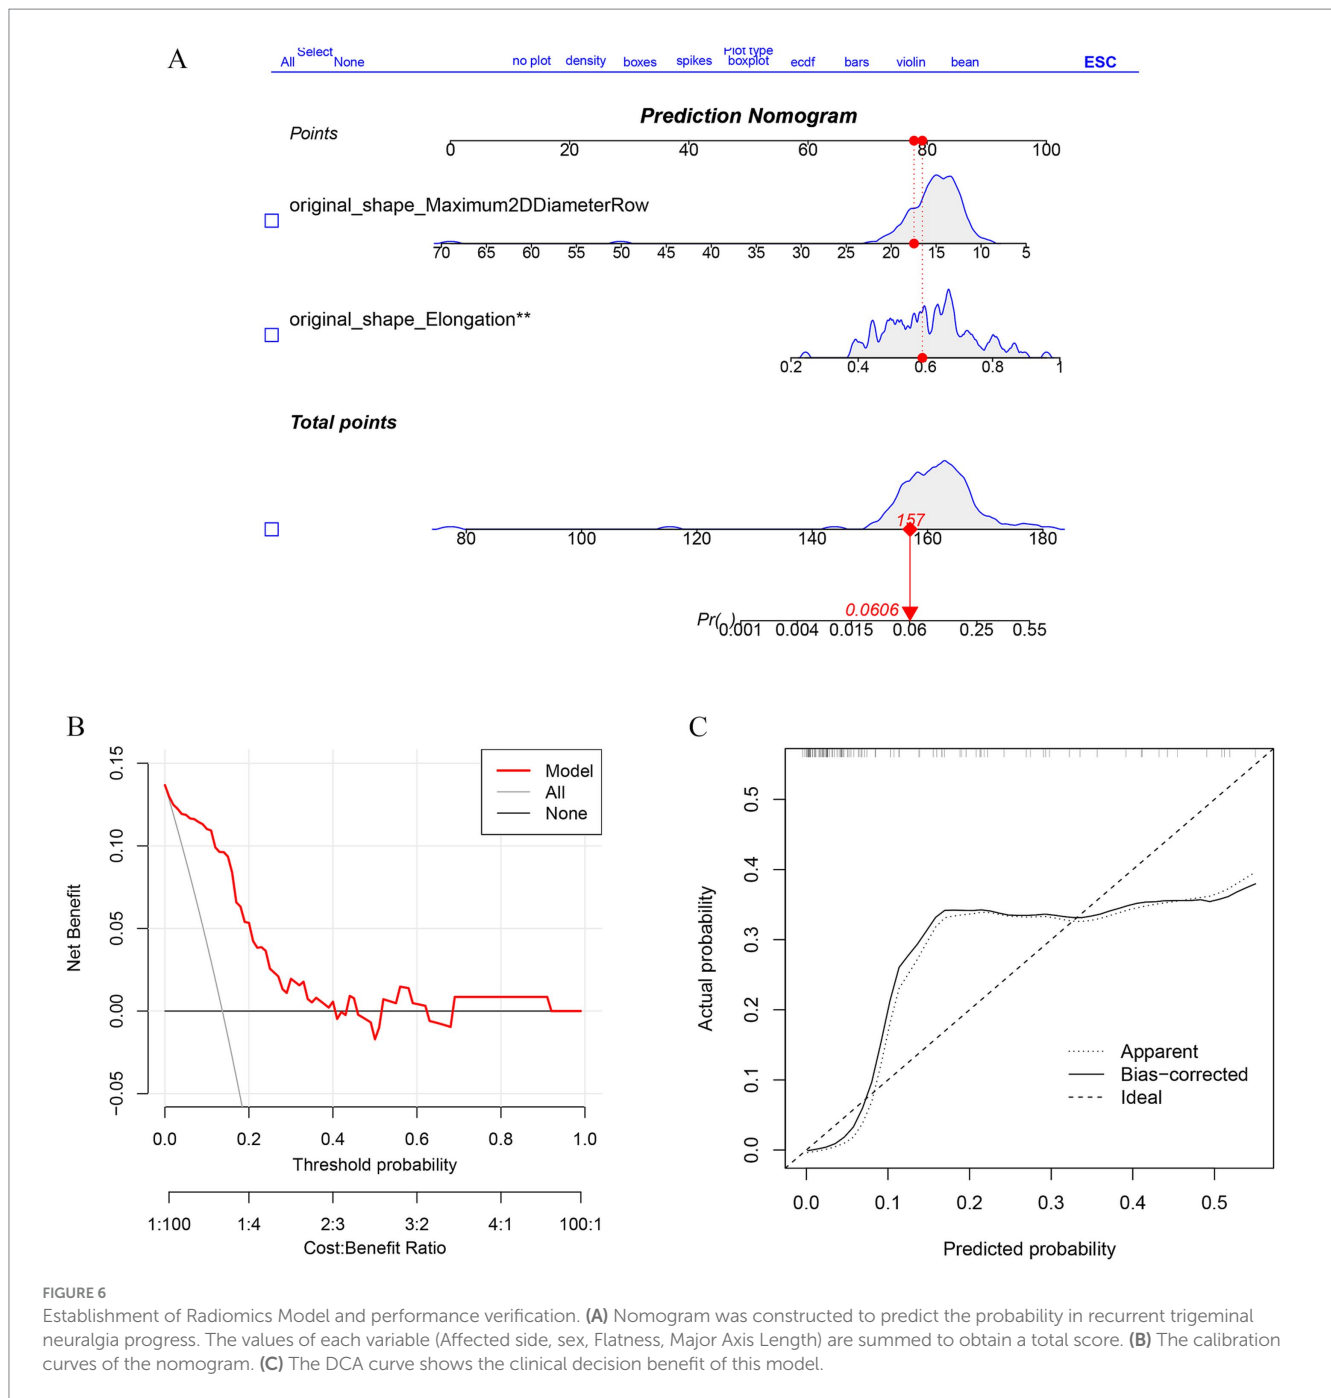 A
Select
Plot type
All None no plot density boxes spikes boxplot ecdf bars violin bean ESC
Prediction Nomogram
Points
0 20 40 60 80 100
original_shape_Maximum2DDiameterRow
70 65 60 55 50 45 40 35 30 25 20 15 10 5
original_shape_Elongation**
0.2 0.4 0.6 0.8 1
Total points
157
80 100 120 140 160 180
0.0606
Pr( )
0.001 0.004 0.015 0.06 0.25 0.55
B
Model
All
None
Net Benefit
0.15
0.10
0.05
0.00
−0.05
0.0 0.2 0.4 0.6 0.8 1.0
Threshold probability
1:100 1:4 2:3 3:2 4:1 100:1
Cost:Benefit Ratio
C
Actual probability
0.5
0.4
0.3
0.2
0.1
0.0
Apparent
Bias−corrected
Ideal
0.0 0.1 0.2 0.3 0.4 0.5
Predicted probability
FIGURE 6
Establishment of Radiomics Model and performance verification. (A) Nomogram was constructed to predict the probability in recurrent trigeminal
neuralgia progress. The values of each variable (Affected side, sex, Flatness, Major Axis Length) are summed to obtain a total score. (B) The calibration
curves of the nomogram. (C) The DCA curve shows the clinical decision benefit of this model.